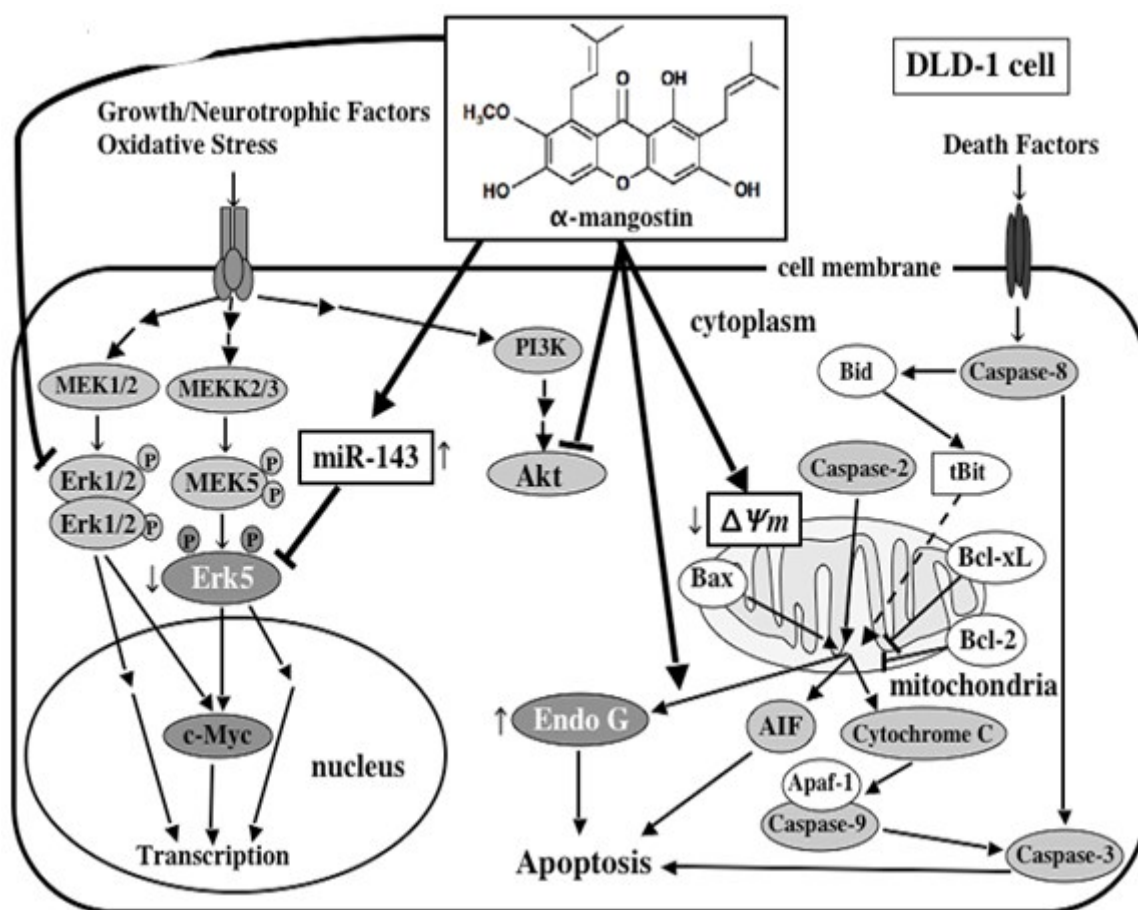 DLD-1 cell
Growth/Neurotrophic Factors
Oxidative Stress
O
OH
H₃CO
HO
O
OH
α-mangostin
Death Factors
cell membrane
cytoplasm
PI3K
MEK1/2
MEKK2/3
Bid
Caspase-8
miR-143 ↑
Erk1/2
P
MEK5
P
P
Akt
Caspase-2
tBit
Erk1/2
P
↓ ΔΨm
P
P
↓ Erk5
Bax
Bcl-xL
Bcl-2
mitochondria
c-Myc
nucleus
↑ Endo G
AIF
Cytochrome C
Apaf-1
Caspase-9
Transcription
Apoptosis
Caspase-3